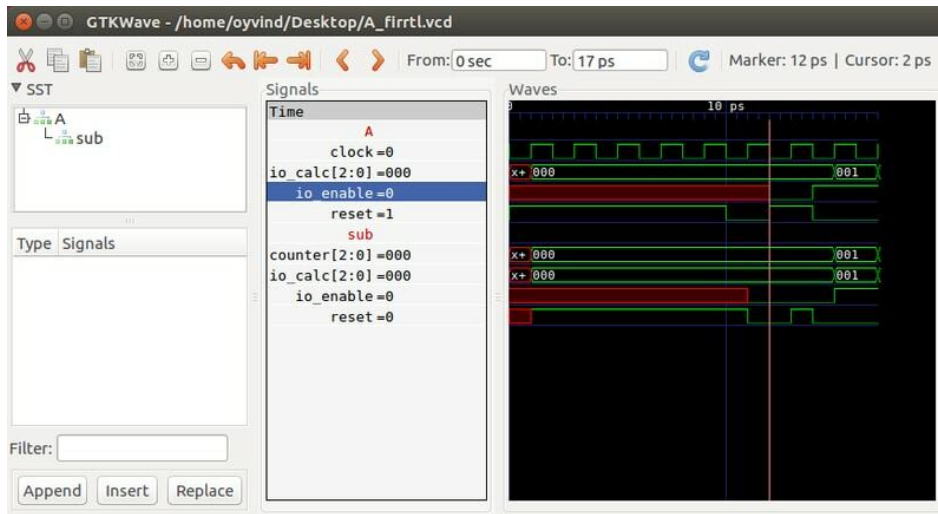 GTKWave - /home/oyvind/Desktop/A_firrtl.vcd
From: 0 sec To: 17 ps Marker: 12 ps | Cursor: 2 ps
▼ SST
A
sub
Type Signals
Filter:
Append Insert Replace
Signals
Time
A
clock =0
io_calc[2:0] =000
io_enable =0
reset =1
sub
counter[2:0] =000
io_calc[2:0] =000
io_enable =0
reset =0
Waves
10 ps
x+ 000 001
x+ 000 001
x+ 000 001